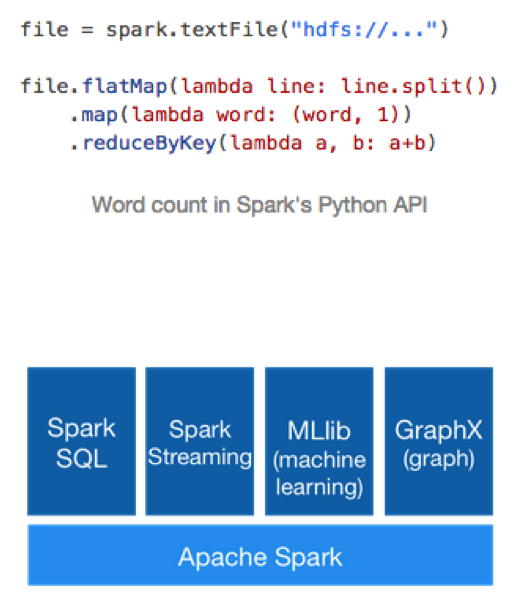 file = spark.textFile("hdfs://...")
file.flatMap(lambda line: line.split())
    .map(lambda word: (word, 1))
    .reduceByKey(lambda a, b: a+b)
Word count in Spark's Python API
Spark
SQL
Spark
Streaming
MLlib
(machine
learning)
GraphX
(graph)
Apache Spark